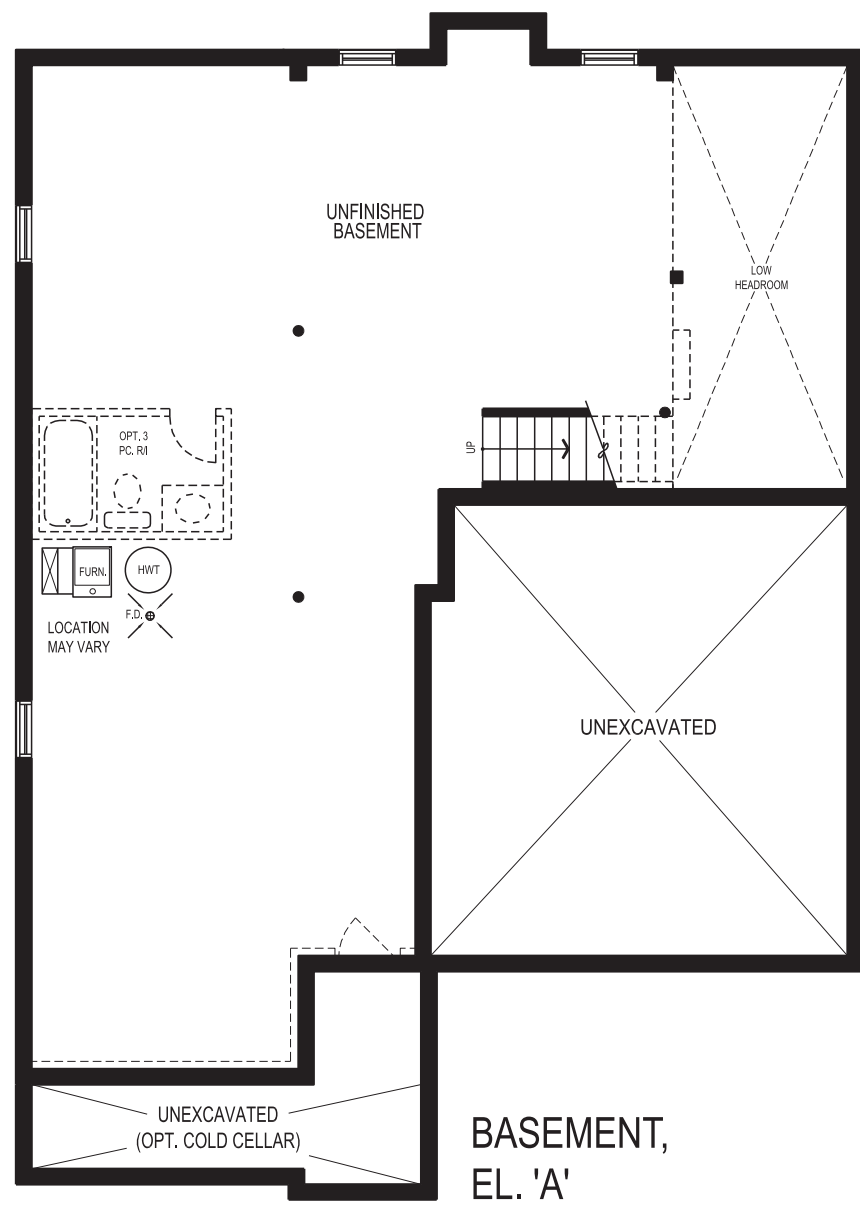 UNFINISHED
BASEMENT
LOW
HEADROOM
OPT. 3
PC. R/I
UP
FURN.
HWT
F.D.
LOCATION
MAY VARY
UNEXCAVATED
UNEXCAVATED
(OPT. COLD CELLAR)
BASEMENT,
EL. 'A'